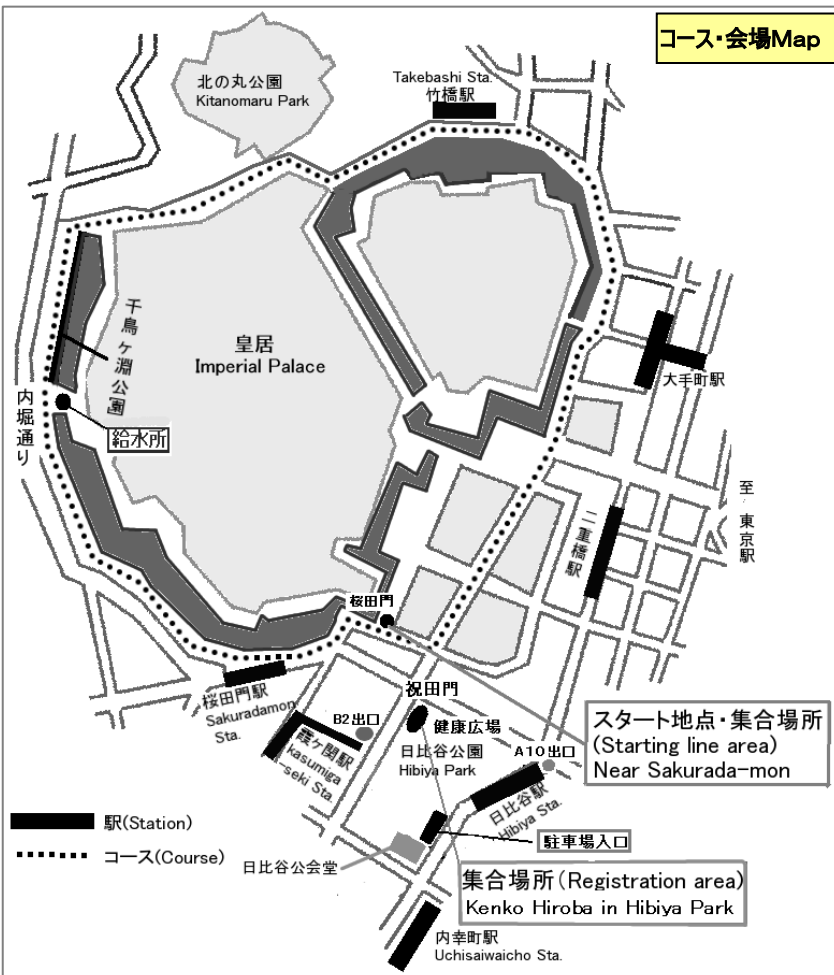 コース・会場Map
北の丸公園
Kitanomaru Park
Takebashi Sta.
竹橋駅
千鳥ヶ淵公園
皇居
Imperial Palace
大手町駅
内堀通り
給水所
至 東京駅
二重橋駅
桜田門
桜田門駅
Sakuradamon
Sta.
祝田門
B2出口
健康広場
霞ヶ関駅
kasumiga
-seki Sta.
日比谷公園
Hibiya Park
A10出口
スタート地点・集合場所
(Starting line area)
Near Sakurada-mon
日比谷駅
Hibiya Sta.
駅(Station)
コース(Course)
駐車場入口
日比谷公会堂
集合場所(Registration area)
Kenko Hiroba in Hibiya Park
内幸町駅
Uchisaiwaicho Sta.